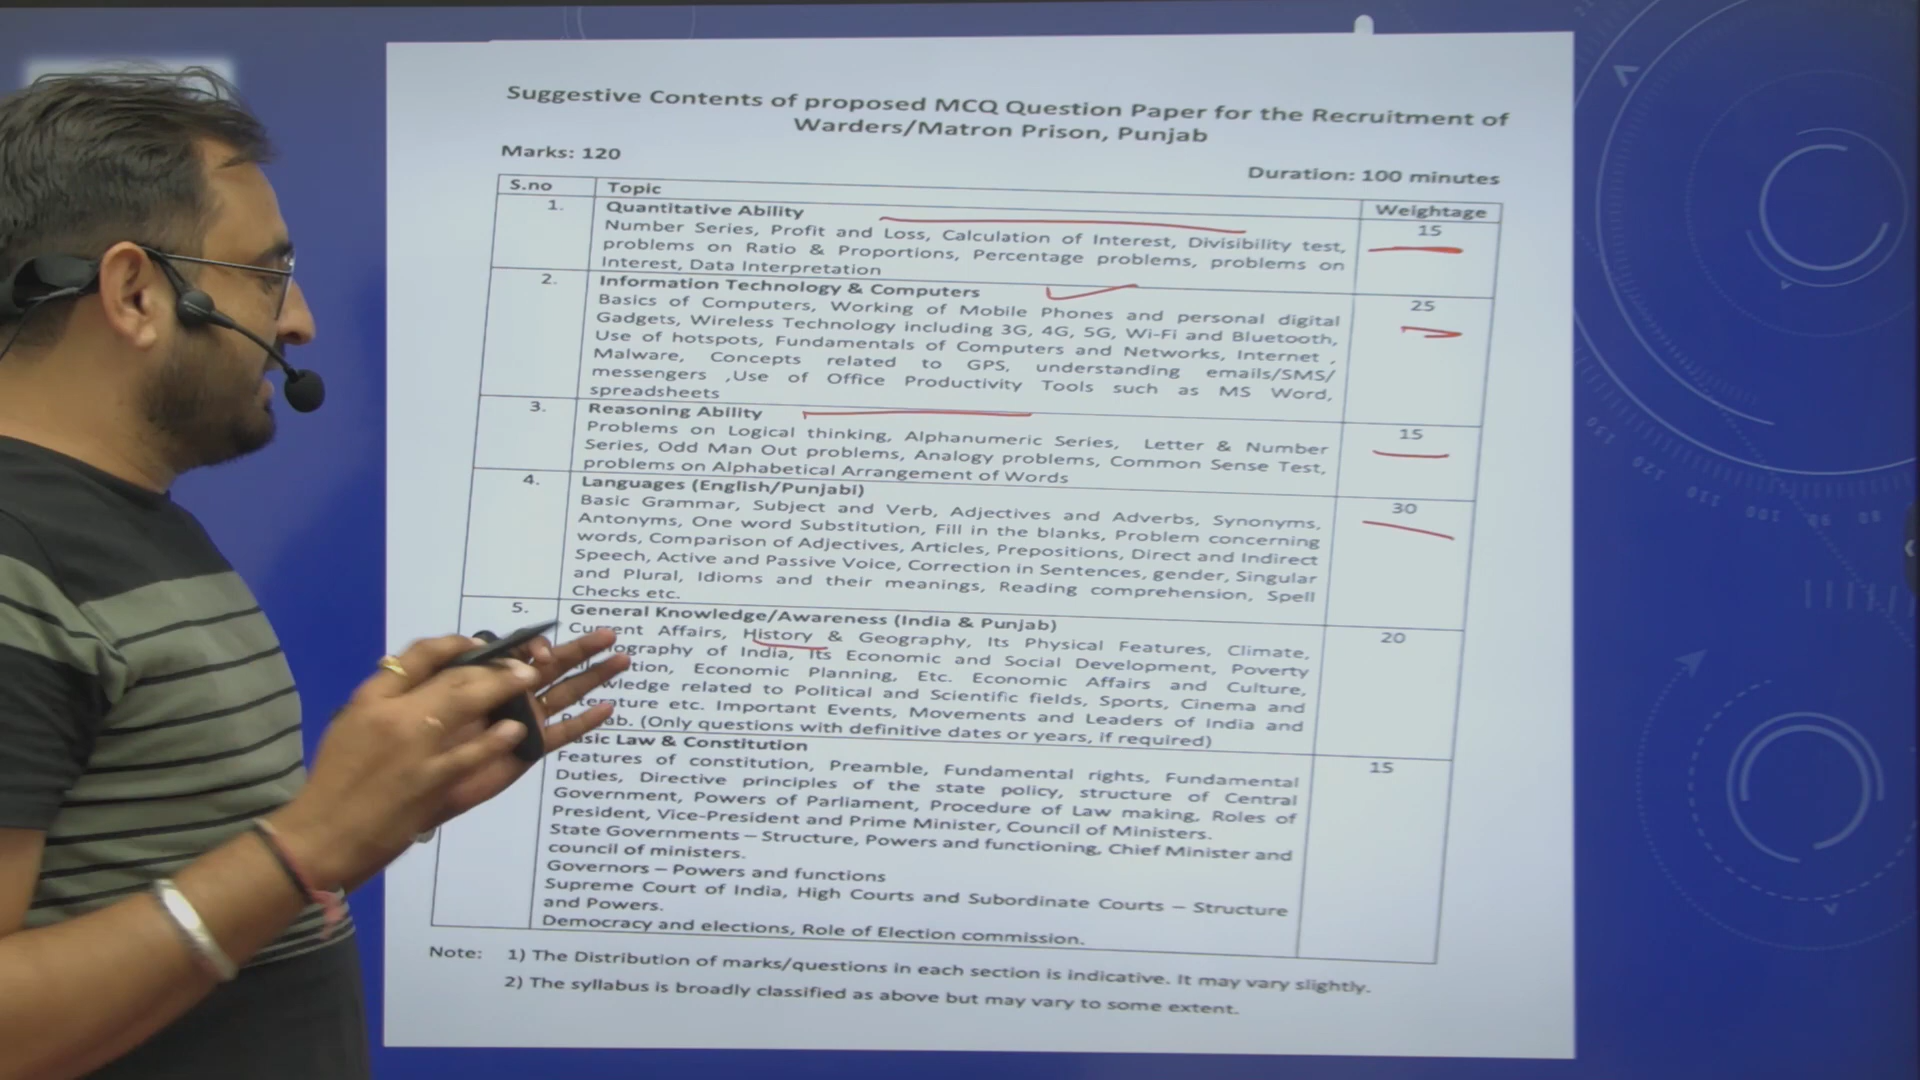 Suggestive Contents of proposed MCQ Question Paper for the Recruitment of
Warders/Matron Prison, Punjab
Marks: 120
Duration: 100 minutes
S.no Topic Weightage
1. Quantitative Ability 15
Number Series, Profit and Loss, Calculation of Interest, Divisibility test,
problems on Ratio & Proportions, Percentage problems, problems on
Interest, Data Interpretation
2. Information Technology & Computers 25
Basics of Computers, Working of Mobile Phones and personal digital
Gadgets, Wireless Technology including 3G, 4G, 5G, Wi-Fi and Bluetooth,
Use of hotspots, Fundamentals of Computers and Networks, Internet ,
Malware, Concepts related to GPS, understanding emails/SMS/
messengers ,Use of Office Productivity Tools such as MS Word,
spreadsheets
3. Reasoning Ability 15
Problems on Logical thinking, Alphanumeric Series, Letter & Number
Series, Odd Man Out problems, Analogy problems, Common Sense Test,
problems on Alphabetical Arrangement of Words
4. Languages (English/Punjabi) 30
Basic Grammar, Subject and Verb, Adjectives and Adverbs, Synonyms,
Antonyms, One word Substitution, Fill in the blanks, Problem concerning
words, Comparison of Adjectives, Articles, Prepositions, Direct and Indirect
Speech, Active and Passive Voice, Correction in Sentences, gender, Singular
and Plural, Idioms and their meanings, Reading comprehension, Spell
Checks etc.
5. General Knowledge/Awareness (India & Punjab) 20
Current Affairs, History & Geography, Its Physical Features, Climate,
of India, Its Economic and Social Development, Poverty
Economic Planning, Etc. Economic Affairs and Culture,
related to Political and Scientific fields, Sports, Cinema and
etc. Important Events, Movements and Leaders of India and
(Only questions with definitive dates or years, if required)
Law & Constitution 15
Features of constitution, Preamble, Fundamental rights, Fundamental
Duties, Directive principles of the state policy, structure of Central
Government, Powers of Parliament, Procedure of Law making, Roles of
President, Vice-President and Prime Minister, Council of Ministers.
State Governments – Structure, Powers and functioning, Chief Minister and
council of ministers.
Governors – Powers and functions
Supreme Court of India, High Courts and Subordinate Courts – Structure
and Powers.
Democracy and elections, Role of Election commission.
Note: 1) The Distribution of marks/questions in each section is indicative. It may vary slightly.
2) The syllabus is broadly classified as above but may vary to some extent.